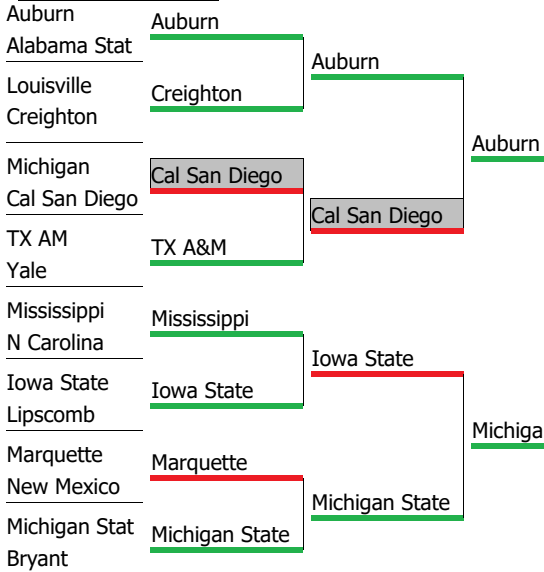 Auburn
Alabama Stat
Louisville
Creighton
Michigan
Cal San Diego
TX AM
Yale
Mississippi
N Carolina
Iowa State
Lipscomb
Marquette
New Mexico
Michigan Stat
Bryant
Auburn
Creighton
Cal San Diego
TX A&M
Mississippi
Iowa State
Marquette
Michigan State
Auburn
Cal San Diego
Iowa State
Michigan State
Auburn
Michiga